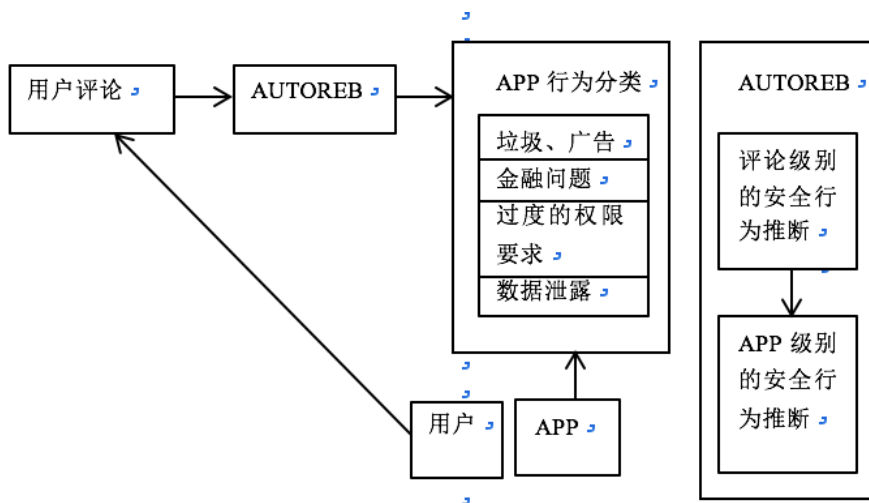 用户评论
AUTOREB
APP 行为分类
垃圾、广告
金融问题
过度的权限
要求
数据泄露
用户
APP
AUTOREB
评论级别
的安全行
为推断
APP 级别
的安全行
为推断